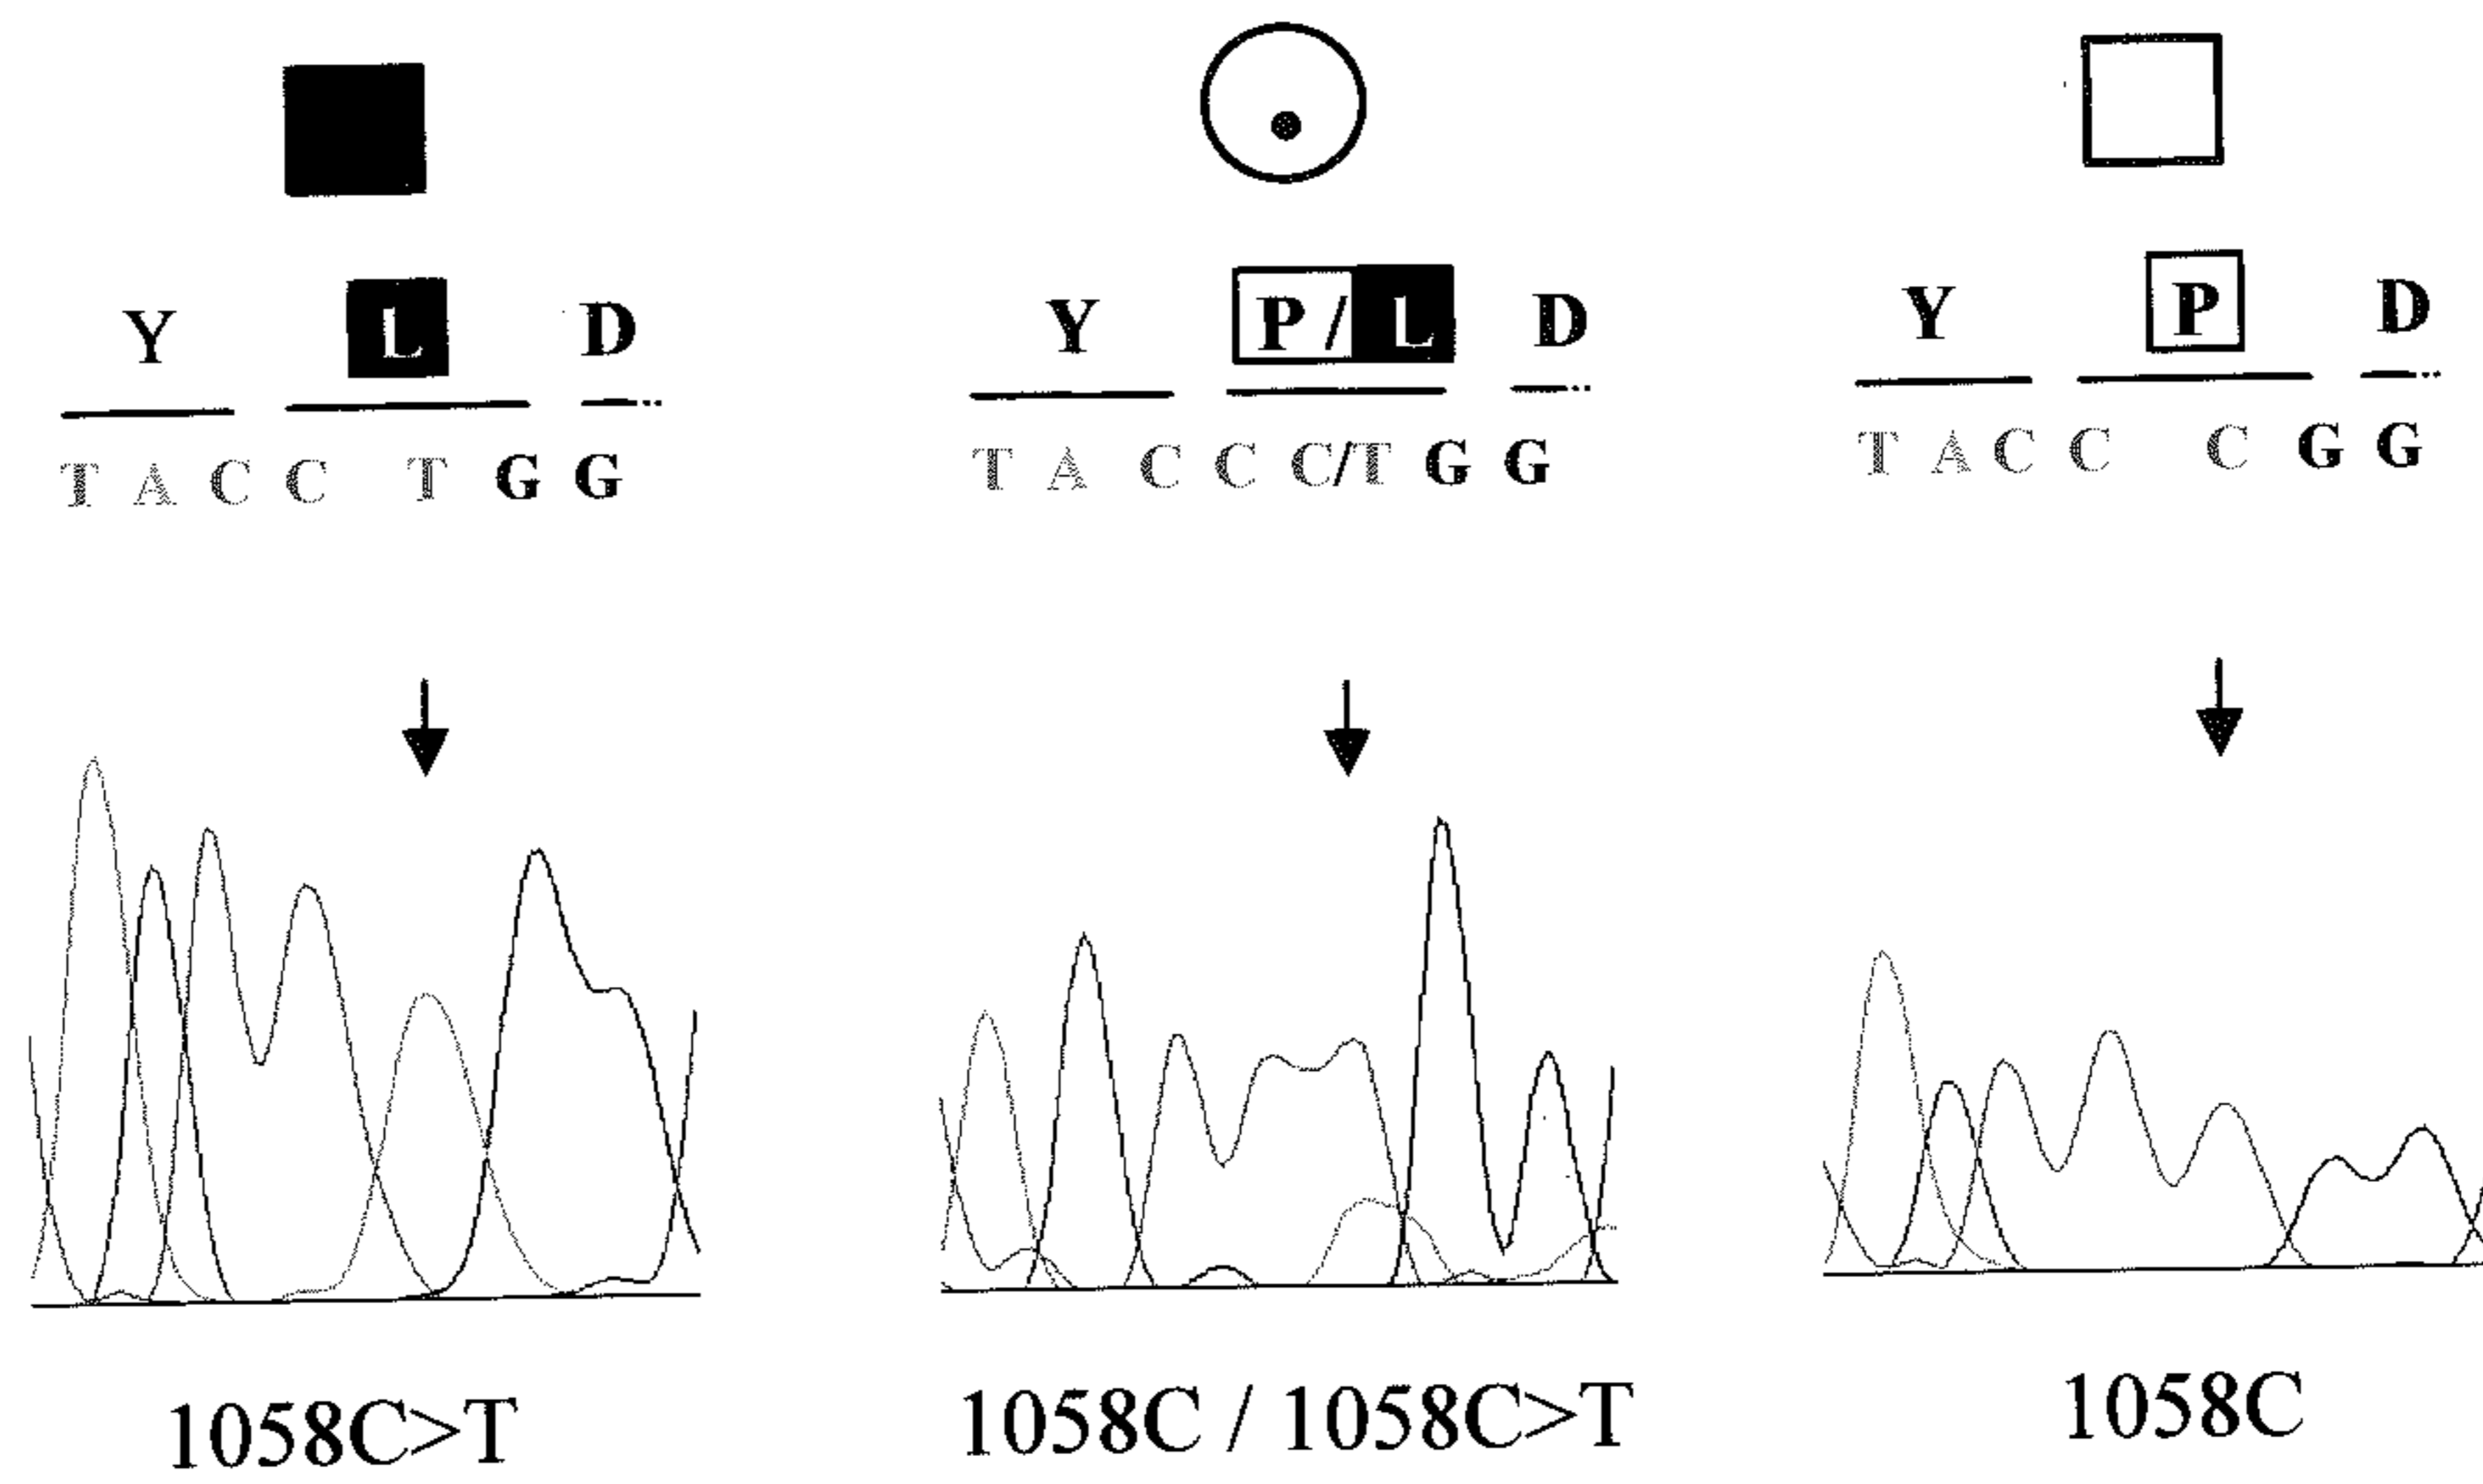 Y L D
T A C C T G G
1058C>T
Y P/L D
T A C C C/T G G
1058C / 1058C>T
Y P D
T A C C C G G
1058C